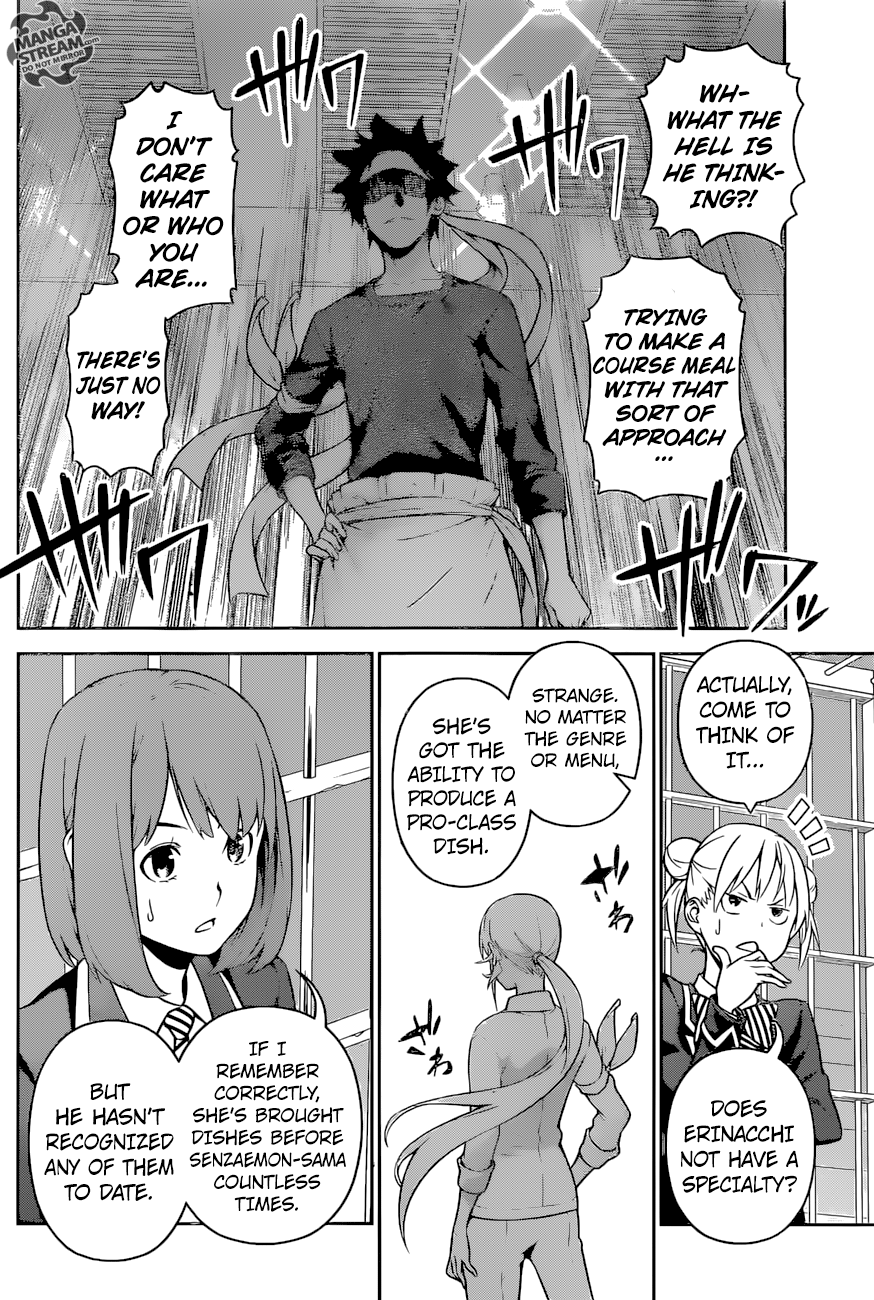 MANGA
STREAM
DO NOT MIRROR
WH-
WHAT THE
HELL IS
HE THINK-
ING?!
TRYING
TO MAKE A
COURSE MEAL
WITH THAT
SORT OF
APPROACH
...
I
DON'T
CARE
WHAT
OR WHO
YOU
ARE...
THERE'S
JUST NO
WAY!
ザワ
ザワ
ザワ
ザワ
ザワッ
ACTUALLY,
COME TO
THINK OF
IT...
DOES
ERINACCHI
NOT HAVE A
SPECIALTY?
STRANGE.
NO MATTER
THE GENRE
OR MENU,
SHE'S
GOT THE
ABILITY TO
PRODUCE A
PRO-CLASS
DISH.
ざわ
ざわ
IF I
REMEMBER
CORRECTLY,
SHE'S BROUGHT
DISHES BEFORE
SENZAEMON-SAMA
COUNTLESS
TIMES.
BUT
HE HASN'T
RECOGNIZED
ANY OF THEM
TO DATE.